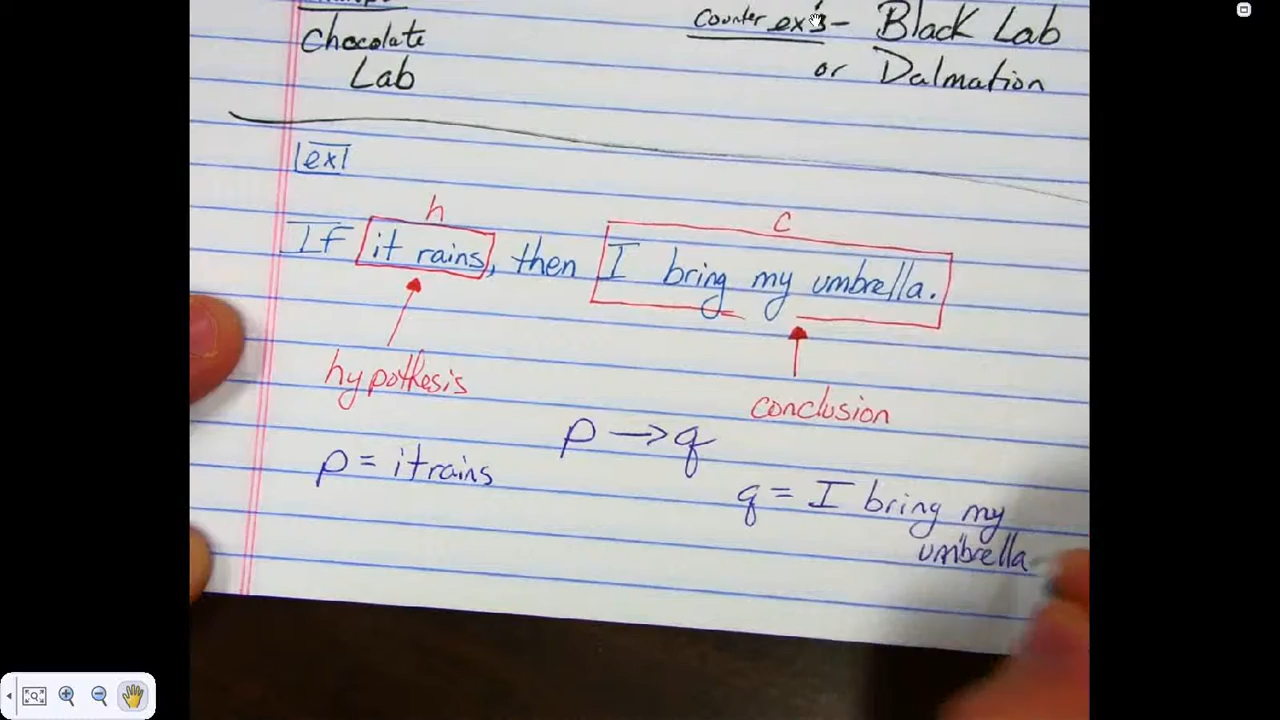 Chocolate
Lab
Counter ex's - Black Lab
or Dalmation
ex
h
c
IF it rains, then I bring my umbrella.
hypothesis
conclusion
p → q
p = it rains
q = I bring my
umbrella